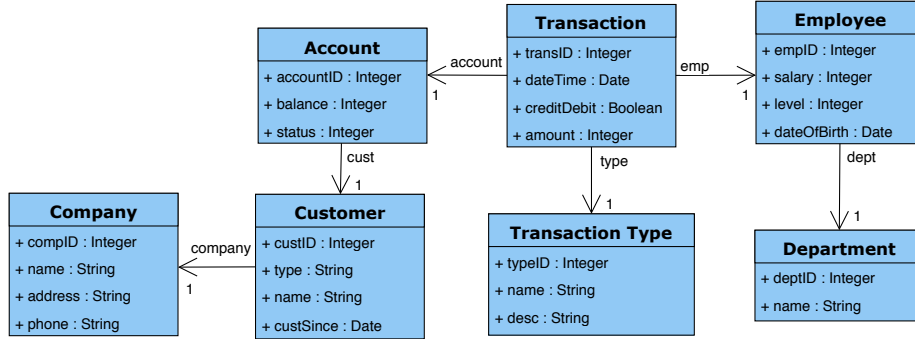 Account
+ accountID : Integer
+ balance : Integer
+ status : Integer
account
1
Transaction
+ transID : Integer
+ dateTime : Date
+ creditDebit : Boolean
+ amount : Integer
emp
1
Employee
+ empID : Integer
+ salary : Integer
+ level : Integer
+ dateOfBirth : Date
cust
1
type
1
dept
1
Company
+ compID : Integer
+ name : String
+ address : String
+ phone : String
company
1
Customer
+ custID : Integer
+ type : String
+ name : String
+ custSince : Date
Transaction Type
+ typeID : Integer
+ name : String
+ desc : String
Department
+ deptID : Integer
+ name : String